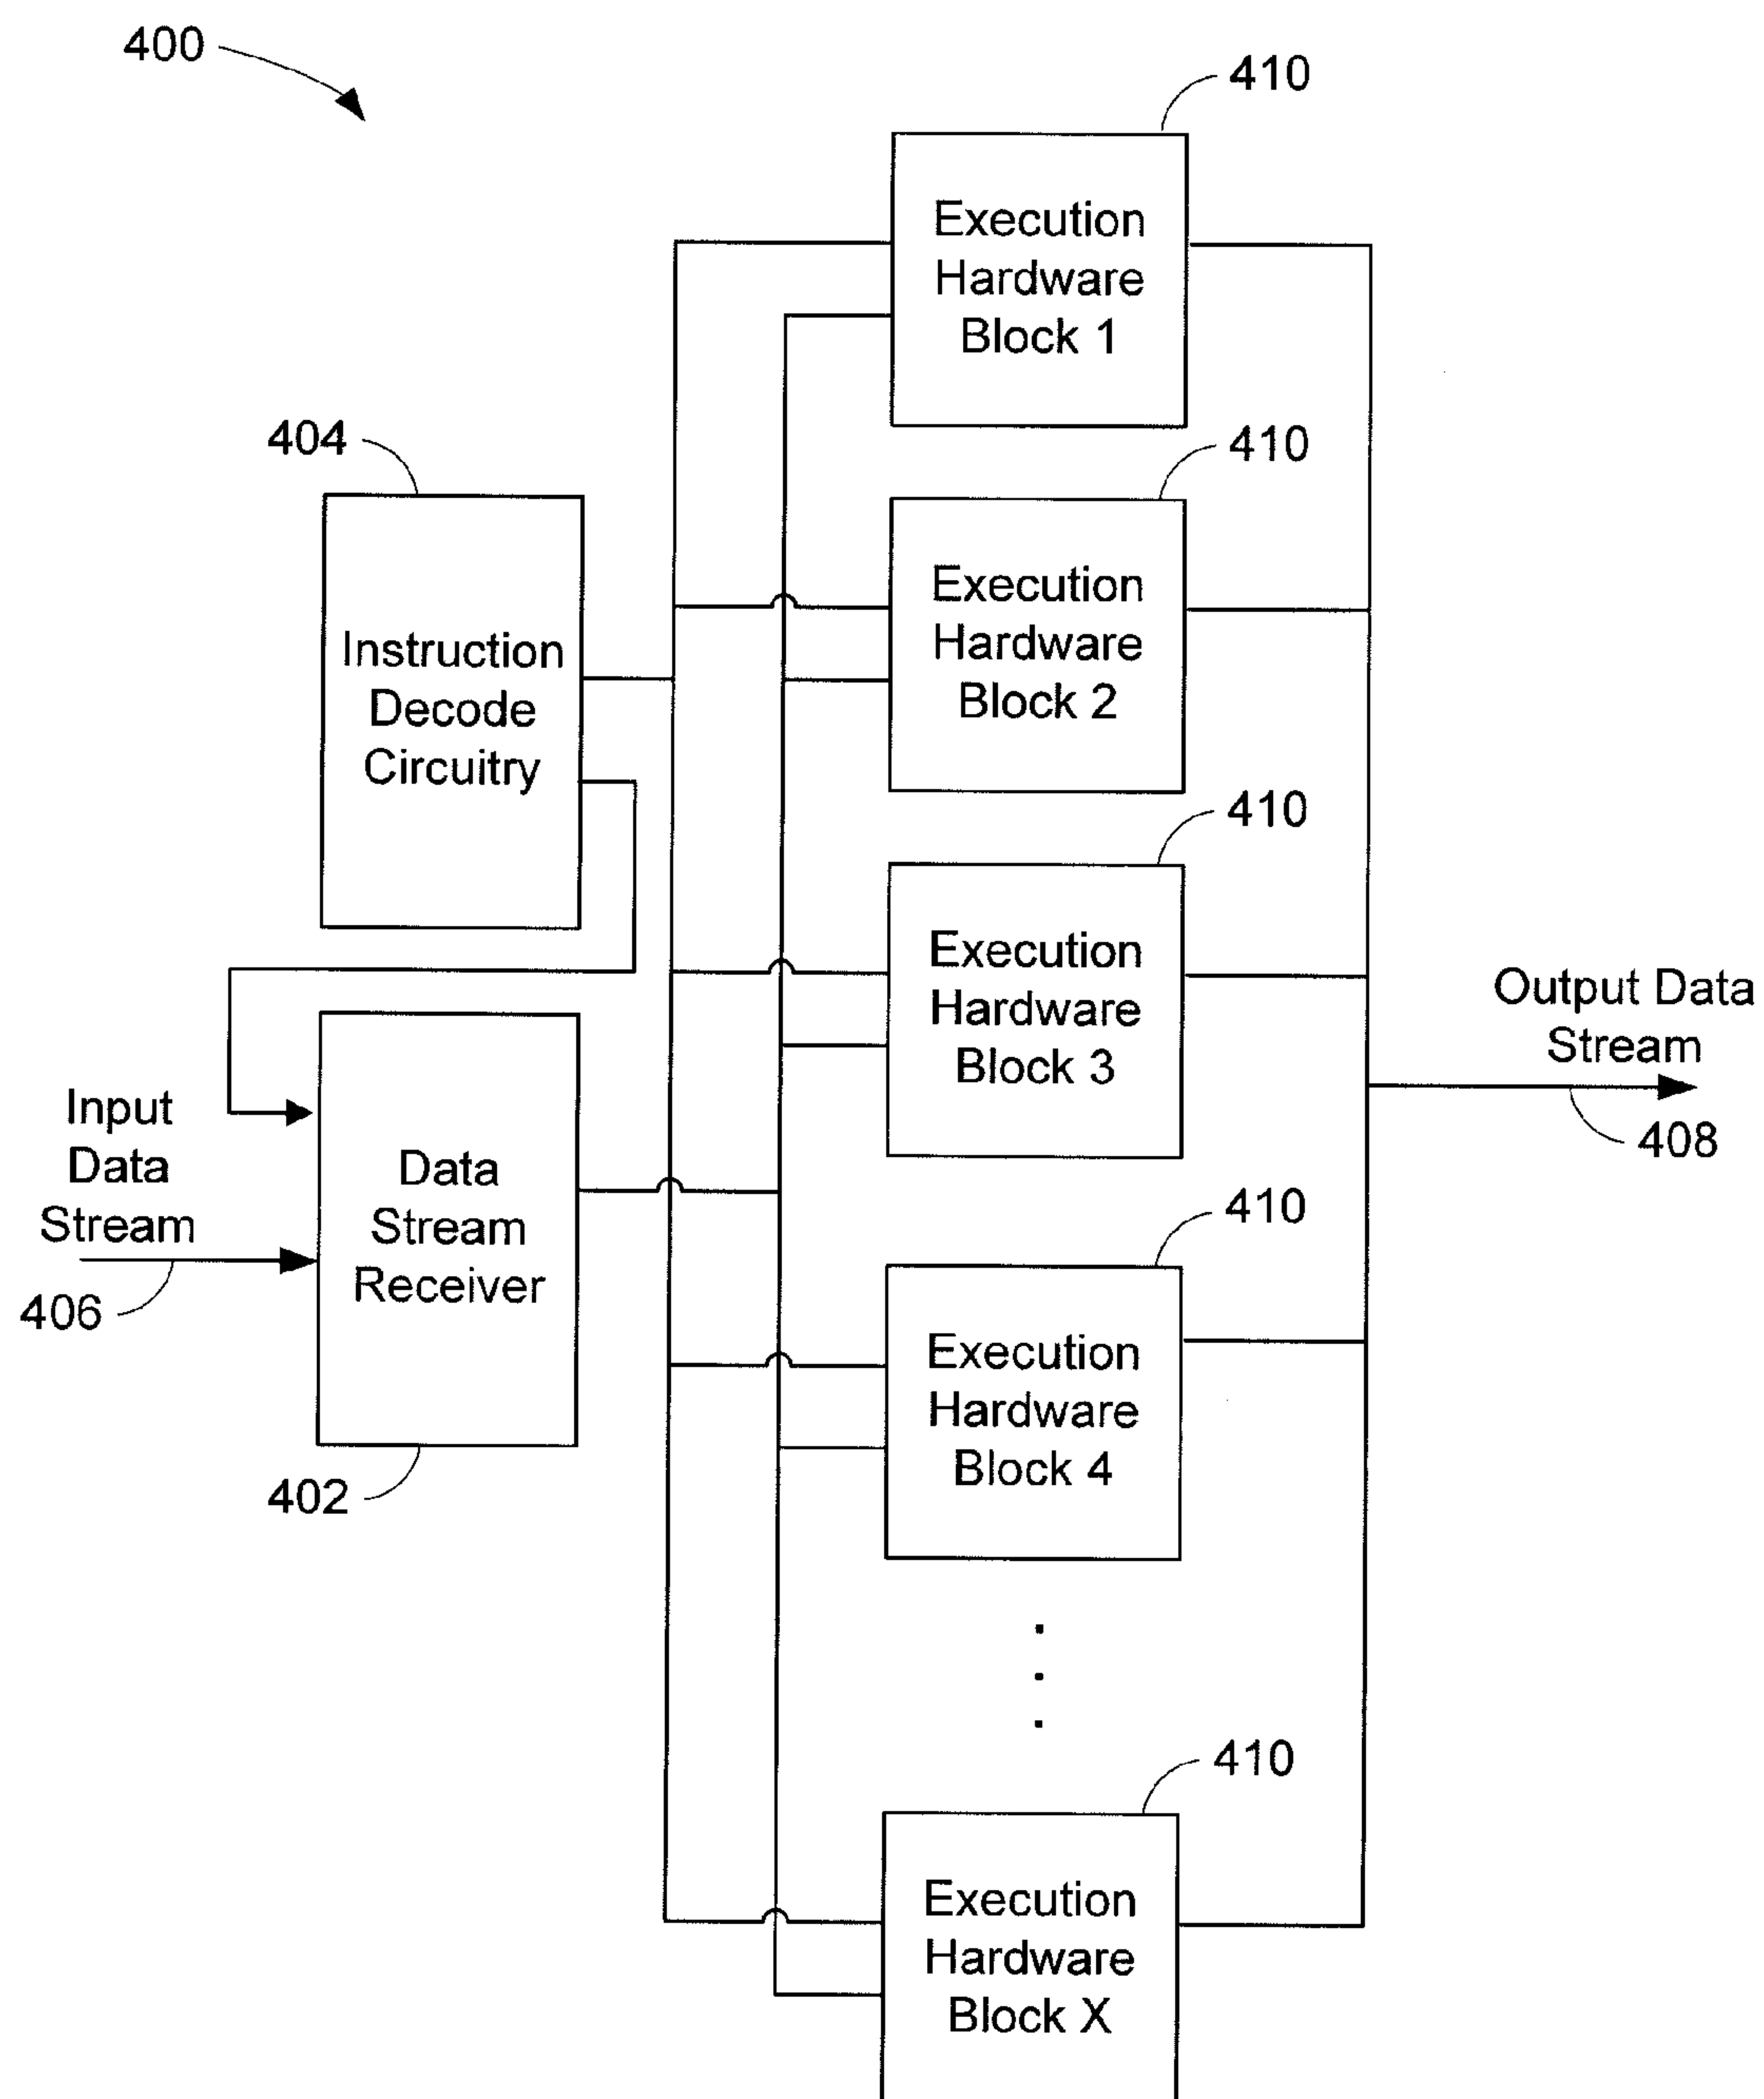 400
410
Execution
Hardware
Block 1
404
410
Instruction
Decode
Circuitry
Execution
Hardware
Block 2
410
Execution
Hardware
Block 3
Output Data
Stream
408
Input
Data
Stream
406
Data
Stream
Receiver
402
410
Execution
Hardware
Block 4
410
Execution
Hardware
Block X